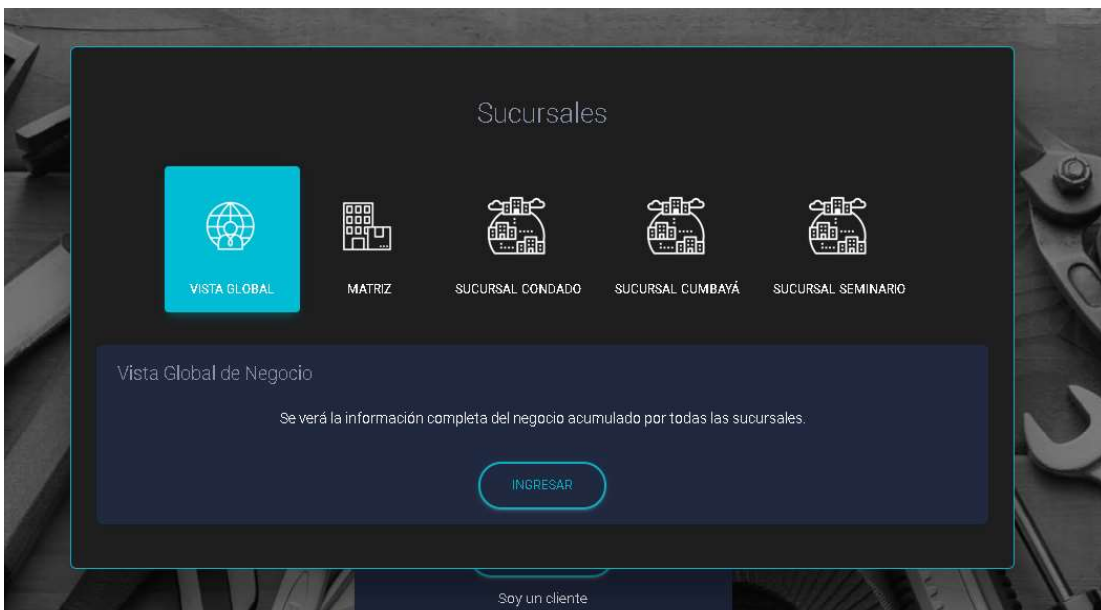 Sucursales
VISTA GLOBAL
MATRIZ
SUCURSAL CONDADO
SUCURSAL CUMBAYÁ
SUCURSAL SEMINARIO
Vista Global de Negocio
Se verá la información completa del negocio acumulado por todas las sucursales.
INGRESAR
Soy un cliente